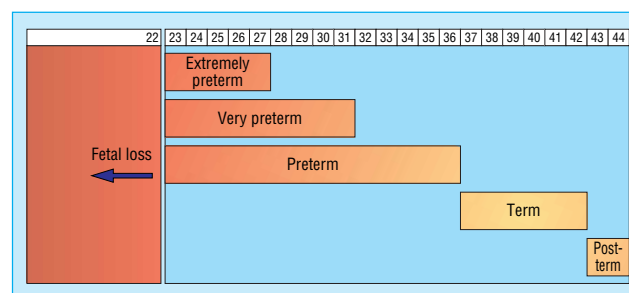 22 23 24 25 26 27 28 29 30 31 32 33 34 35 36 37 38 39 40 41 42 43 44
Extremely
preterm
Very preterm
Fetal loss
Preterm
Term
Post-
term